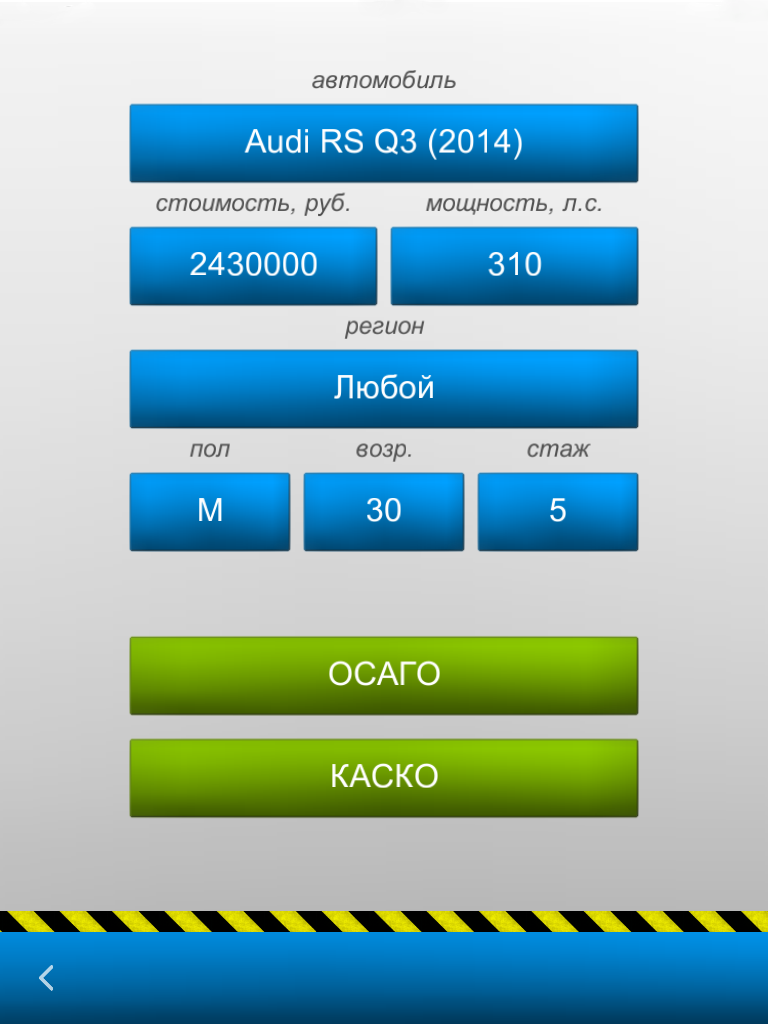 автомобиль
Audi RS Q3 (2014)
стоимость, руб. мощность, л.с.
2430000 310
регион
Любой
пол возр. стаж
М 30 5
ОСАГО
КАСКО